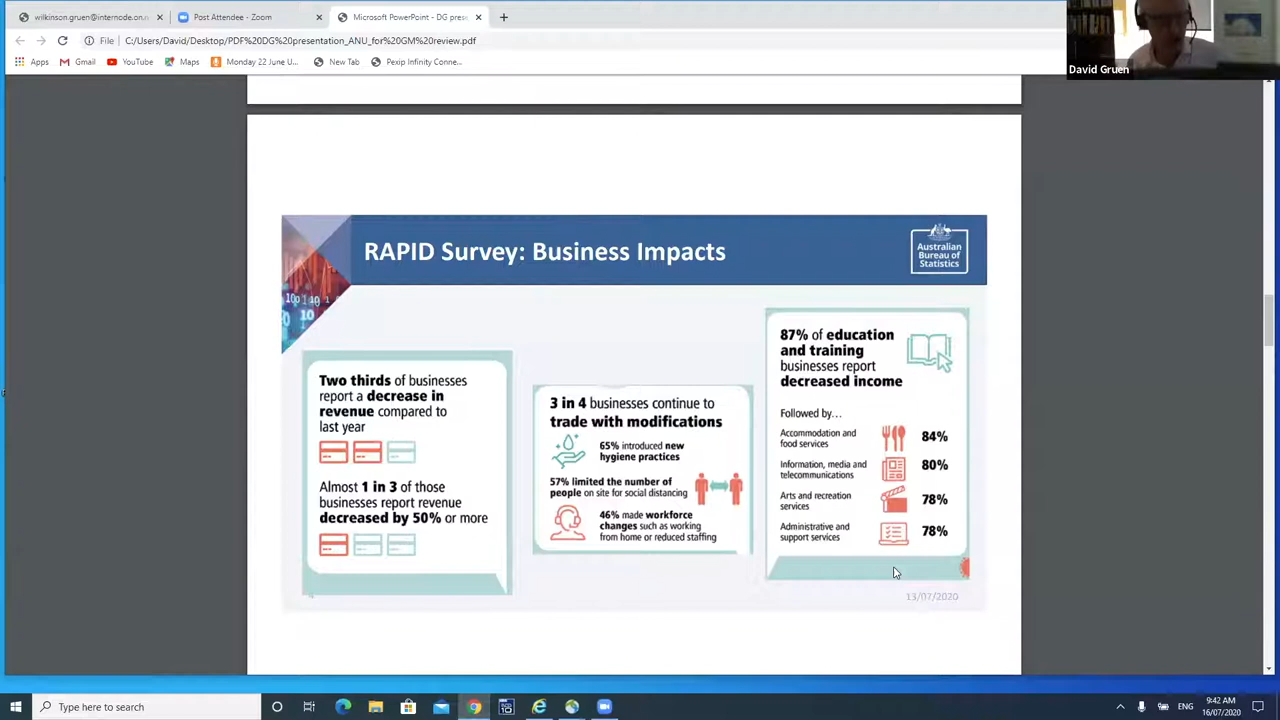 wilkinson.gruen@internode.on.n
Post Attendee - Zoom
Microsoft PowerPoint - DG prese
File
C:/Users/David/Desktop/PDF%20DG%20presentation_ANU_for%20GM%20review.pdf
Apps
Gmail
YouTube
Maps
Monday 22 June U...
New Tab
Pexip Infinity Conne...
David Gruen
RAPID Survey: Business Impacts
Australian
Bureau of
Statistics
Two thirds of businesses
report a decrease in
revenue compared to
last year
Almost 1 in 3 of those
businesses report revenue
decreased by 50% or more
3 in 4 businesses continue to
trade with modifications
65% introduced new
hygiene practices
57% limited the number of
people on site for social distancing
46% made workforce
changes such as working
from home or reduced staffing
87% of education
and training
businesses report
decreased income
Followed by...
Accommodation and
food services
84%
Information, media and
telecommunications
80%
Arts and recreation
services
78%
Administrative and
support services
78%
4
13/07/2020
Type here to search
ENG
9:42 AM
16/07/2020